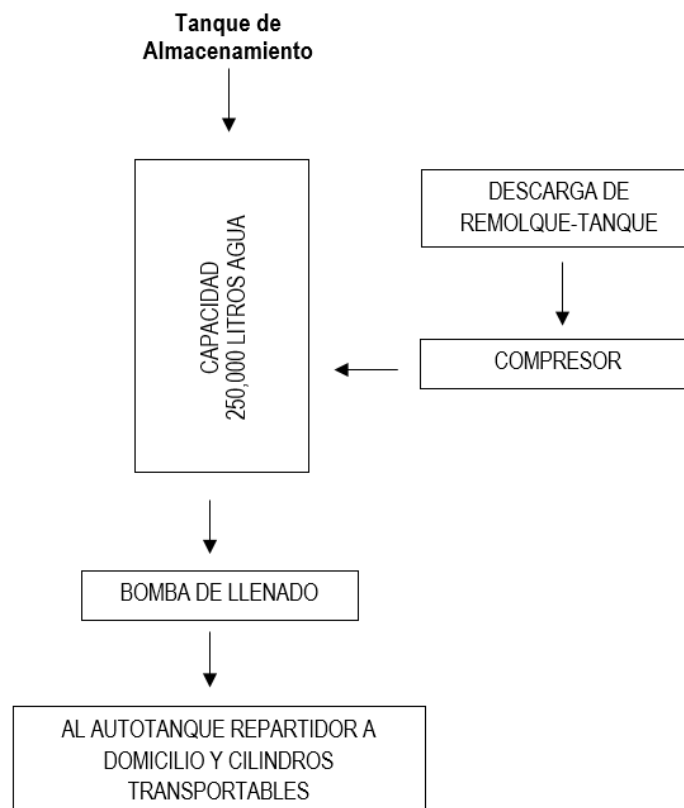 Tanque de
Almacenamiento
CAPACIDAD
250,000 LITROS AGUA
DESCARGA DE
REMOLQUE-TANQUE
COMPRESOR
BOMBA DE LLENADO
AL AUTOTANQUE REPARTIDOR A
DOMICILIO Y CILINDROS
TRANSPORTABLES